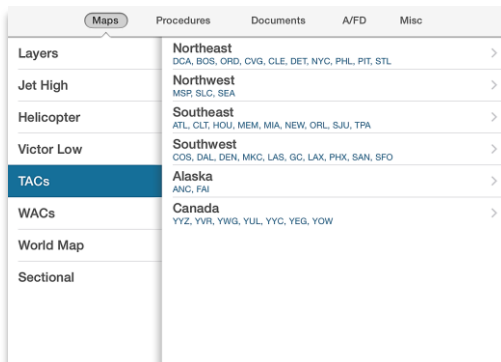 Maps Procedures Documents A/FD Misc
Layers
Jet High
Helicopter
Victor Low
TACs
WACs
World Map
Sectional
Northeast
DCA, BOS, ORD, CVG, CLE, DET, NYC, PHL, PIT, STL
Northwest
MSP, SLC, SEA
Southeast
ATL, CLT, HOU, MEM, MIA, NEW, ORL, SJU, TPA
Southwest
COS, DAL, DEN, MKC, LAS, GC, LAX, PHX, SAN, SFO
Alaska
ANC, FAI
Canada
YYZ, YVR, YWG, YUL, YYC, YEG, YOW